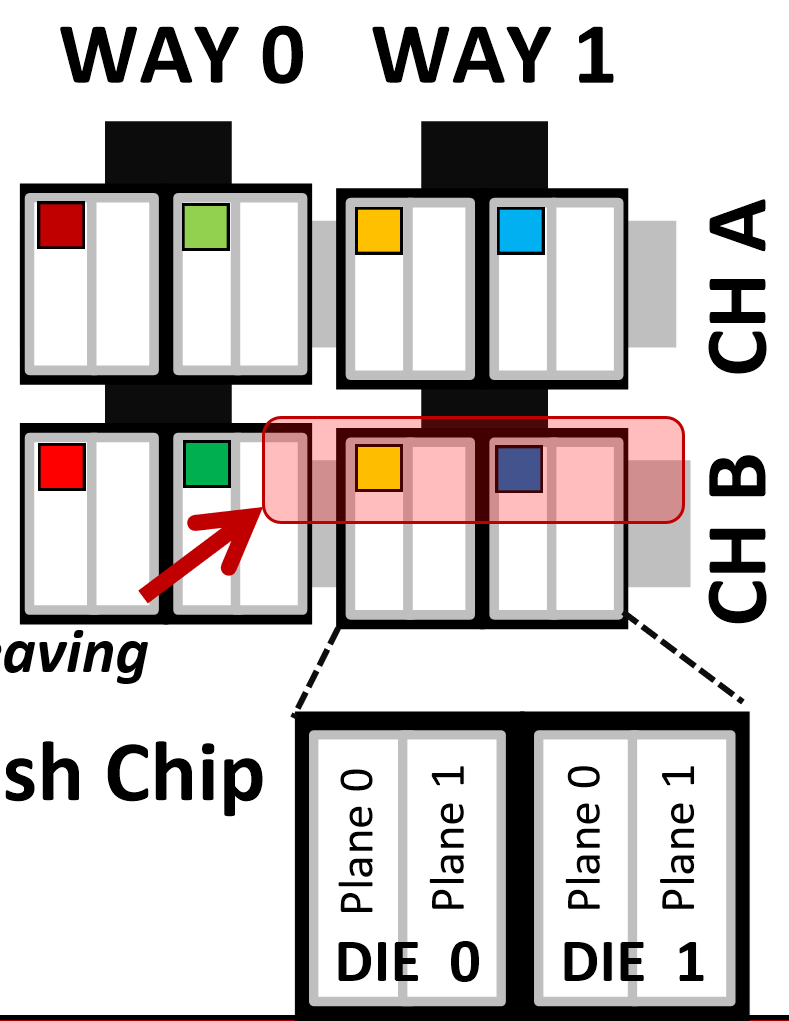 WAY 0 WAY 1
CH A
CH B
eaving
sh Chip
Plane 0 Plane 1 Plane 0 Plane 1
DIE 0 DIE 1